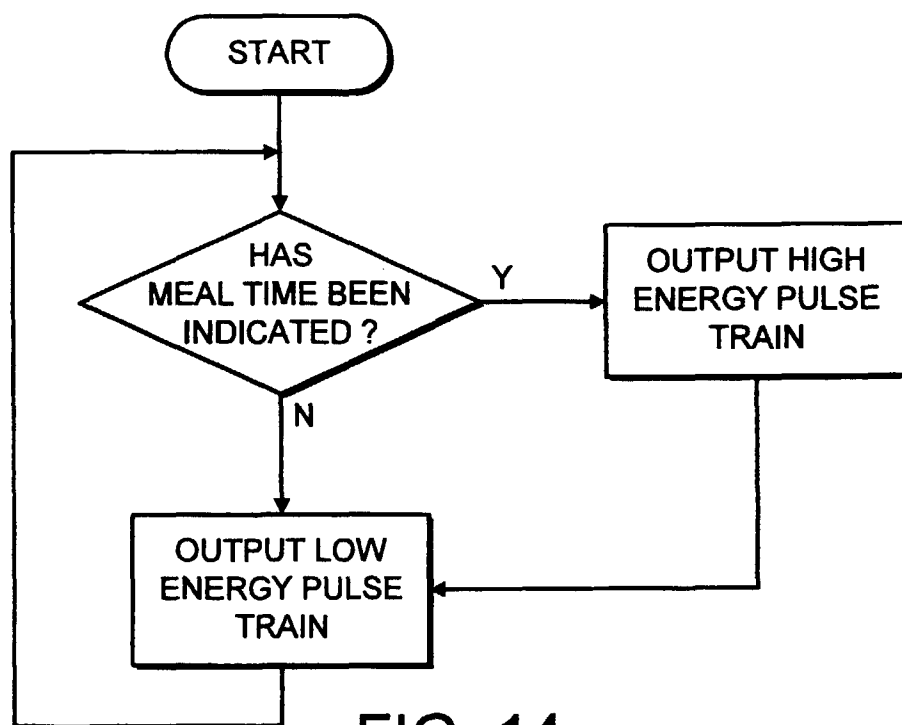 START
HAS
MEAL TIME BEEN
INDICATED ?
Y
OUTPUT HIGH
ENERGY PULSE
TRAIN
N
OUTPUT LOW
ENERGY PULSE
TRAIN
FIG. 14